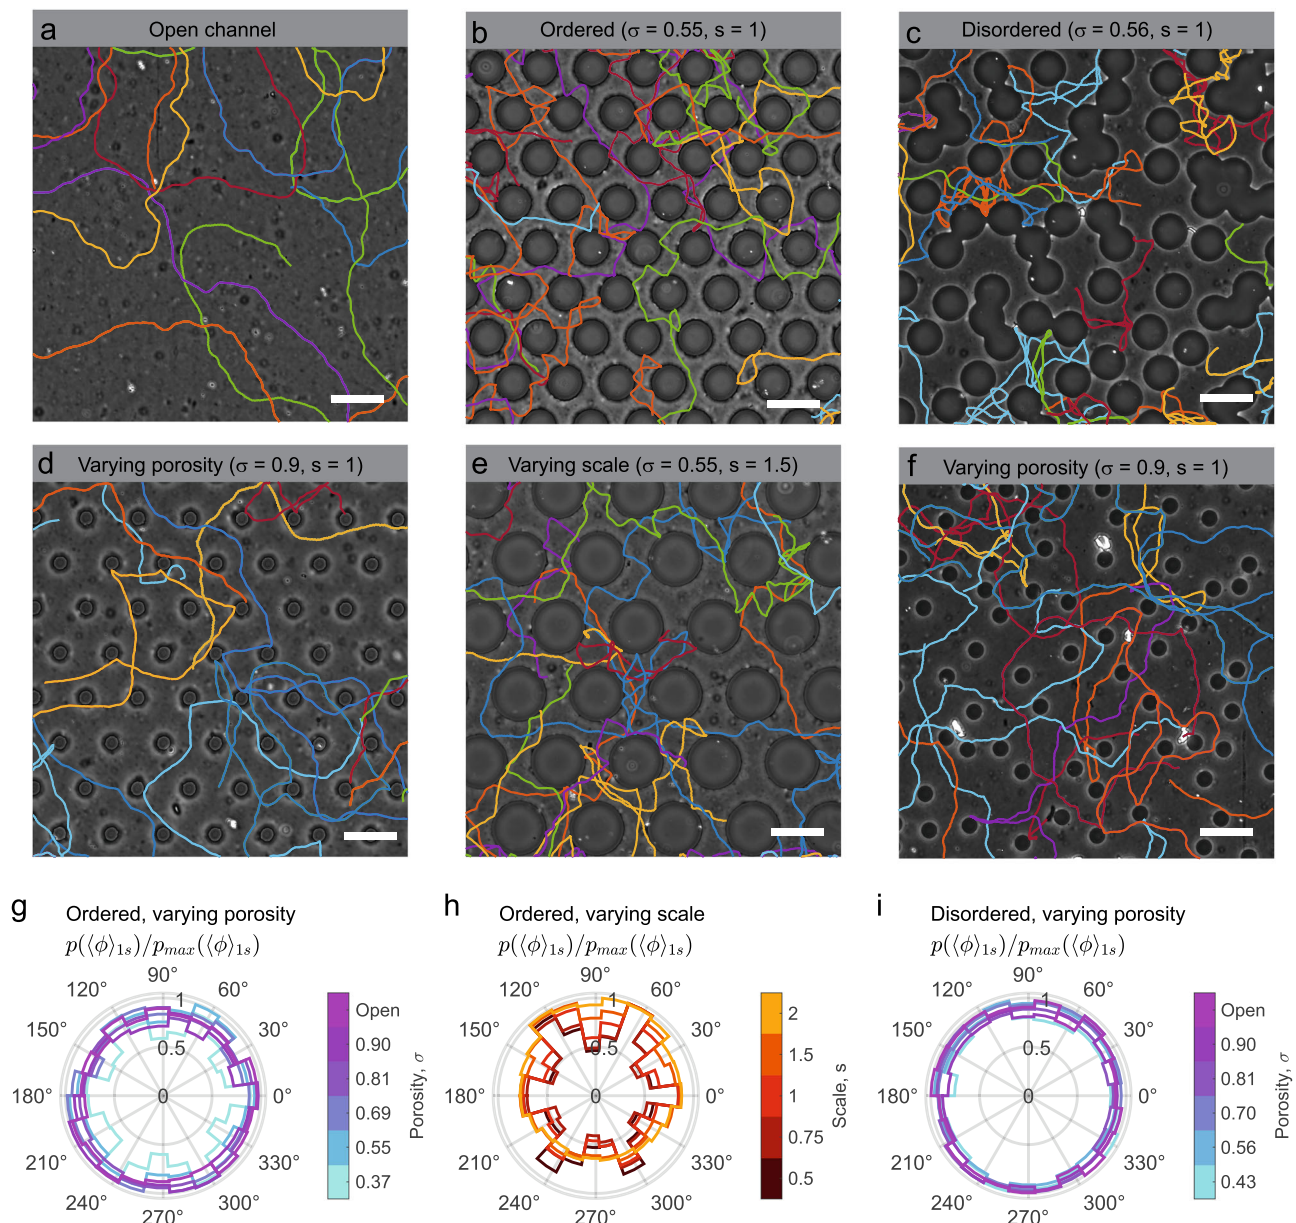 a Open channel
b Ordered (σ = 0.55, s = 1)
c Disordered (σ = 0.56, s = 1)
d Varying porosity (σ = 0.9, s = 1)
e Varying scale (σ = 0.55, s = 1.5)
f Varying porosity (σ = 0.9, s = 1)
g Ordered, varying porosity
p(⟨ϕ⟩1s)/pmax(⟨ϕ⟩1s)
90°
120° 60°
150° 30°
180° 0°
210° 330°
240° 300°
270°
1
0.5
0
Open
0.90
0.81
0.69
0.55
0.37
Porosity, σ
h Ordered, varying scale
p(⟨ϕ⟩1s)/pmax(⟨ϕ⟩1s)
90°
120° 60°
150° 30°
180° 0°
210° 330°
240° 300°
270°
1
0.5
0
2
1.5
1
0.75
0.5
Scale, s
i Disordered, varying porosity
p(⟨ϕ⟩1s)/pmax(⟨ϕ⟩1s)
90°
120° 60°
150° 30°
180° 0°
210° 330°
240° 300°
270°
1
0.5
0
Open
0.90
0.81
0.70
0.56
0.43
Porosity, σ